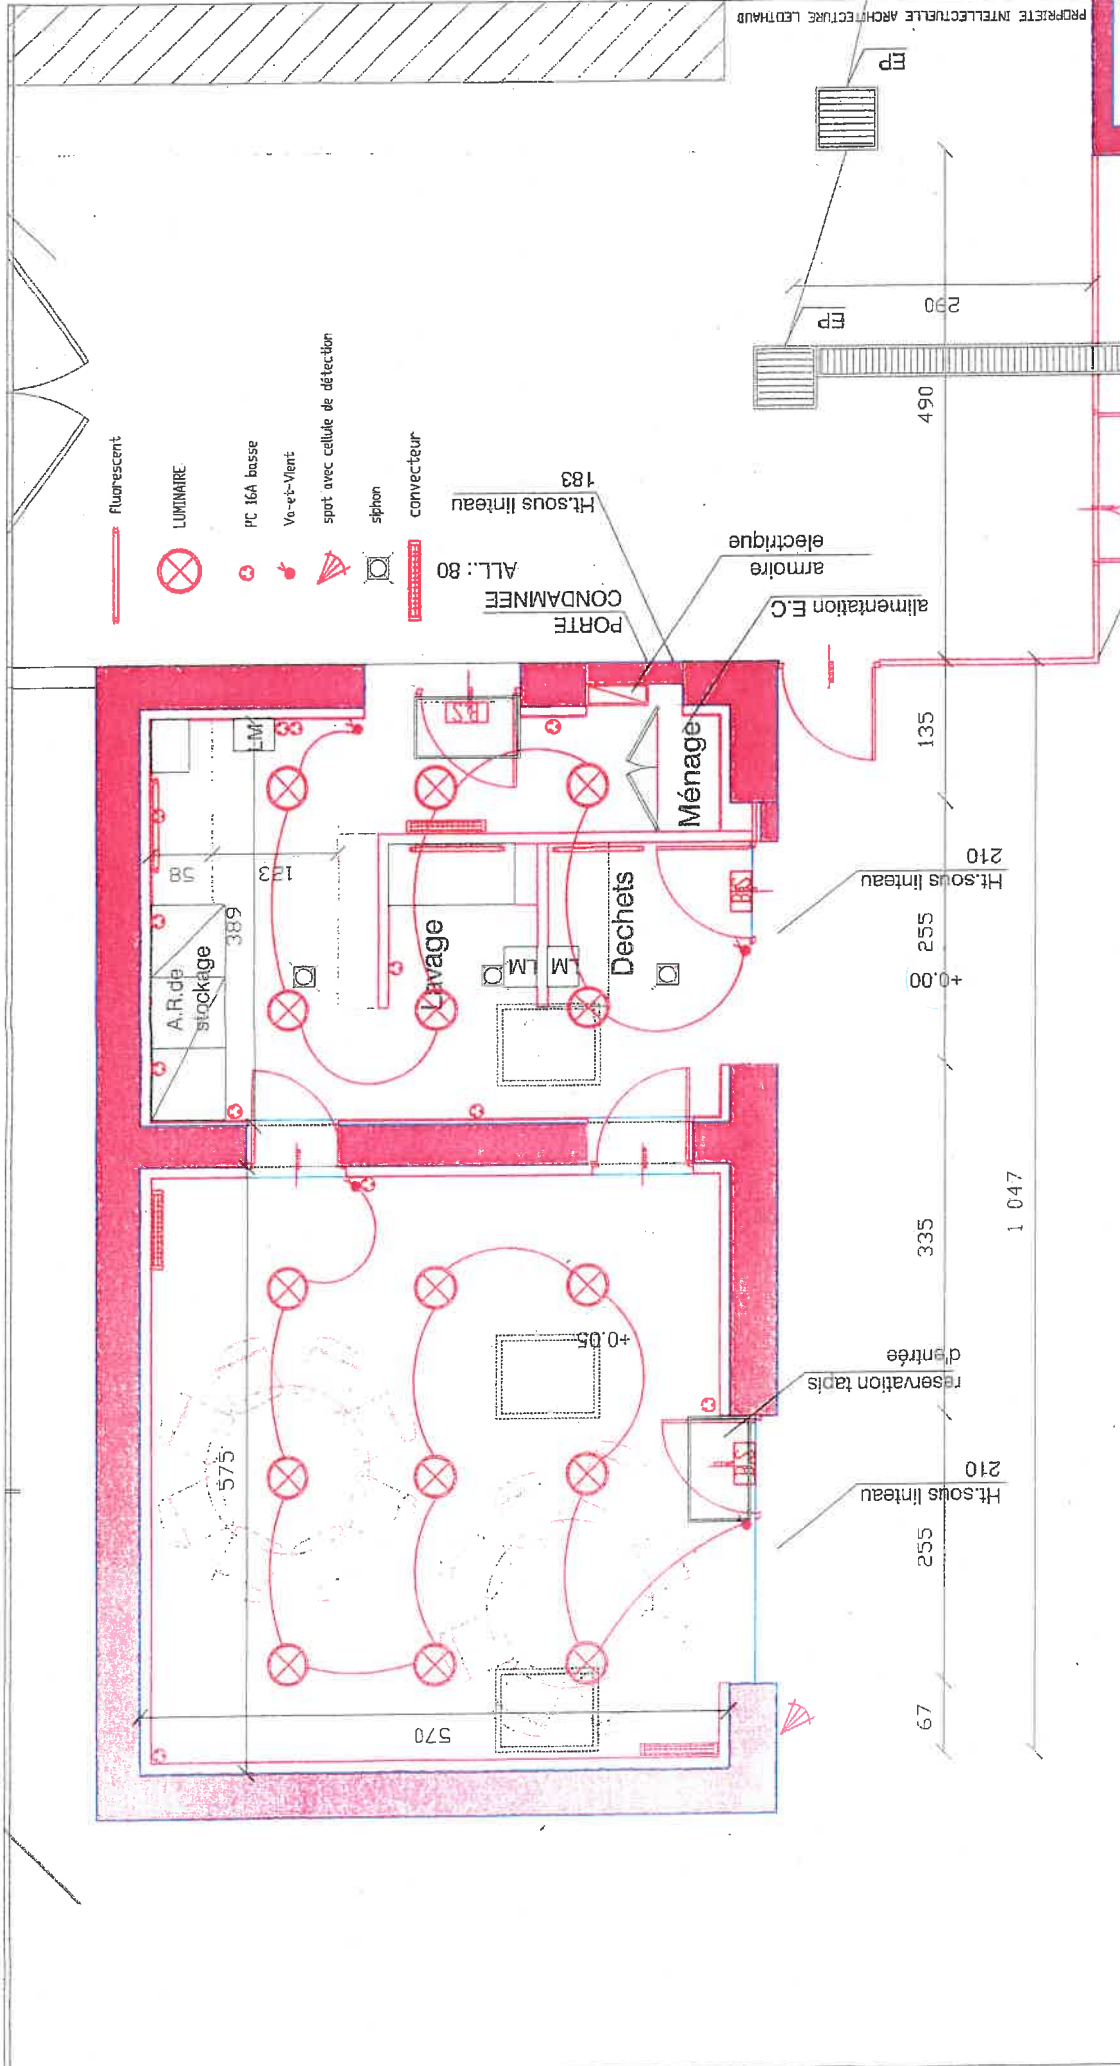 PROPRIETE INTELLECTUELLE ARCHITECTURE LEOTHAUD
EP
EP
290
490
fluorescent
LUMINAIRE
PC 16A basse
Va-et-Vient
spot avec cellule de détection
siphon
convecteur
ALL.: 80
Ht.sous linteau
183
PORTE
CONDAMNEE
armoire
electrique
alimentation E.C
LM
58
123
389
A.R.de
stockage
Lavage
LM
LM
Dechets
Ménage
BES
135
Ht.sous linteau
210
255
+0.00
335
1 047
+0.05
575
570
reservation tapis
d'entrée
Ht.sous linteau
210
255
67